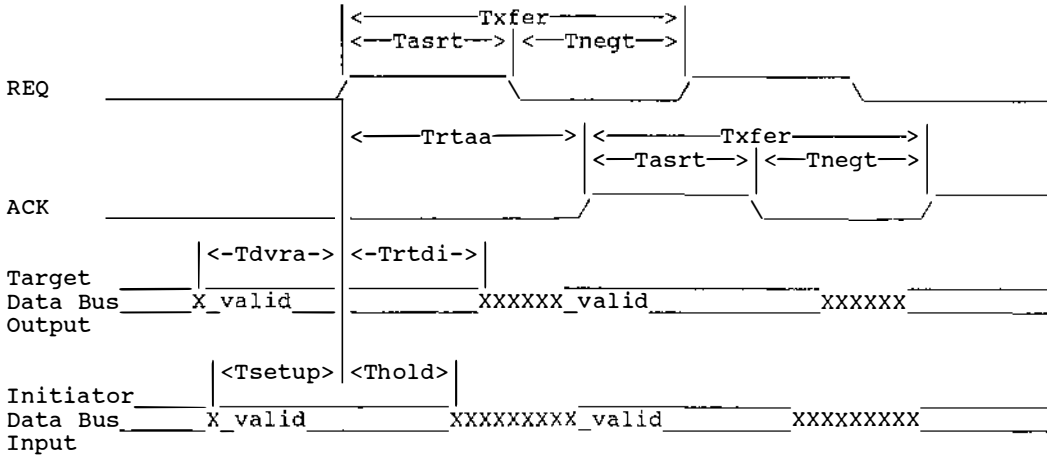 <——Txfer——>
<—Tasrt—> <—Tnegt—>
REQ
<——Trtaa——> <——Txfer——>
<—Tasrt—> <—Tnegt—>
ACK
<-Tdvra-> <-Trtdi->
Target
Data Bus X_valid XXXXXX_valid XXXXXX
Output
<Tsetup> <Thold>
Initiator
Data Bus X_valid XXXXXXXXX_valid XXXXXXXXX
Input